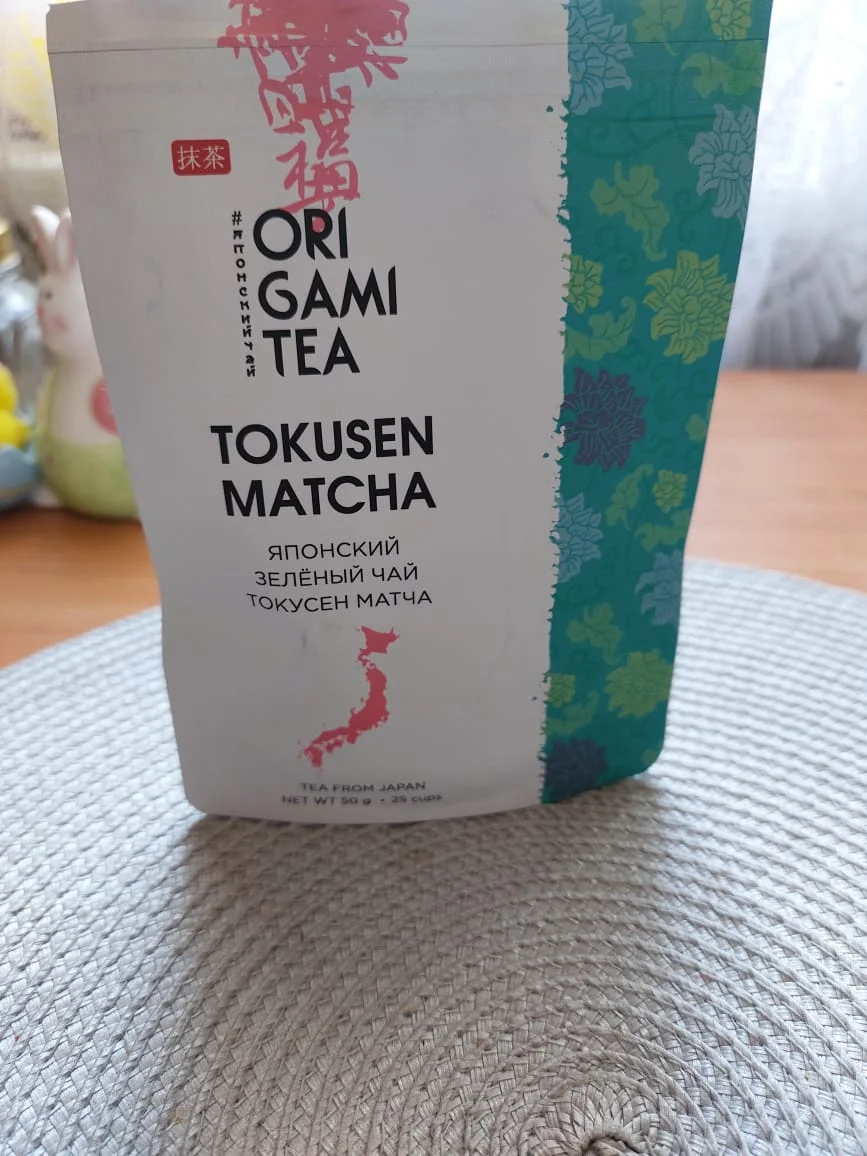 抹茶
#японскийчай
ORI
GAMI
TEA
TOKUSEN
MATCHA
ЯПОНСКИЙ
ЗЕЛЁНЫЙ ЧАЙ
ТОКУСЕН МАТЧА
TEA FROM JAPAN
NET WT 50 g • 25 cups